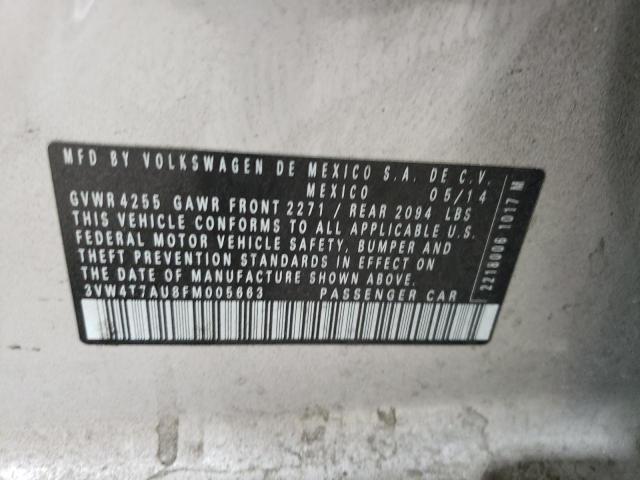 MFD BY VOLKSWAGEN DE MEXICO S.A. DE C.V.
MEXICO 05/14
GVWR 4255 GAWR FRONT 2271 / REAR 2094 LBS
THIS VEHICLE CONFORMS TO ALL APPLICABLE U.S.
FEDERAL MOTOR VEHICLE SAFETY, BUMPER AND
THEFT PREVENTION STANDARDS IN EFFECT ON
THE DATE OF MANUFACTURE SHOWN ABOVE.
3VW4T7AU8FM005663 PASSENGER CAR
2218006 1017 M